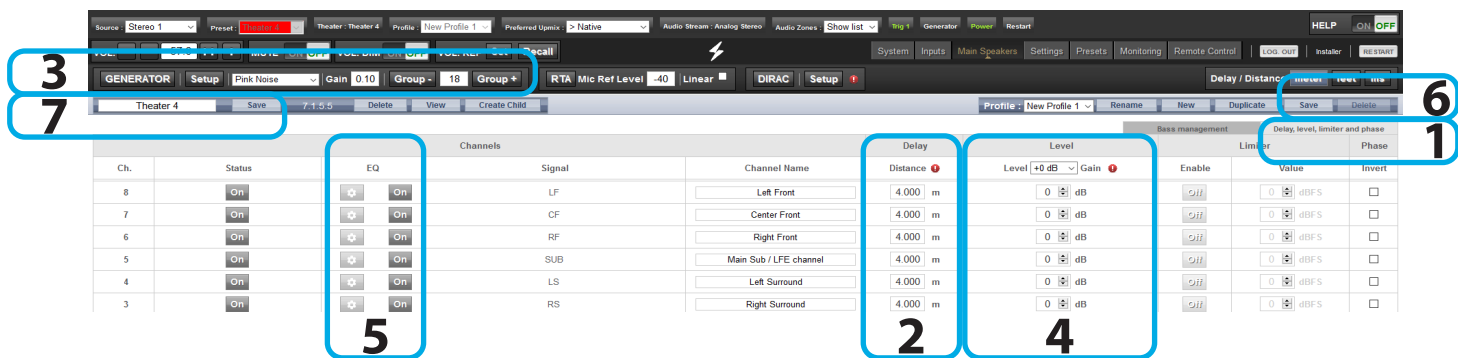 Source : Stereo 1 Preset : Theater 4 Theater : Theater 4 Profile : New Profile 1 Preferred Upmix : > Native Audio Stream : Analog Stereo Audio Zones : Show list Trig 1 Generator Power Restart HELP ON OFF
Recall System Inputs Main Speakers Settings Presets Monitoring Remote Control LOG OUT Installer RESTART
3 GENERATOR Setup Pink Noise Gain 0.10 Group - 18 Group + RTA Mic Ref Level -40 Linear DIRAC Setup Delay / Distance meter feet ms 6
7 Theater 4 Save 7.1.5.5 Delete View Create Child Profile : New Profile 1 Rename New Duplicate Save Delete
Bass management Delay, level, limiter and phase 1
Channels Delay Level Limiter Phase
Ch. Status EQ Signal Channel Name Distance Level +0 dB Gain Enable Value Invert
8 On On LF Left Front 4.000 m 0 dB Off 0 dBFS
7 On On CF Center Front 4.000 m 0 dB Off 0 dBFS
6 On On RF Right Front 4.000 m 0 dB Off 0 dBFS
5 On On SUB Main Sub / LFE channel 4.000 m 0 dB Off 0 dBFS
4 On On LS Left Surround 4.000 m 0 dB Off 0 dBFS
3 On On RS Right Surround 4.000 m 0 dB Off 0 dBFS
5 2 4